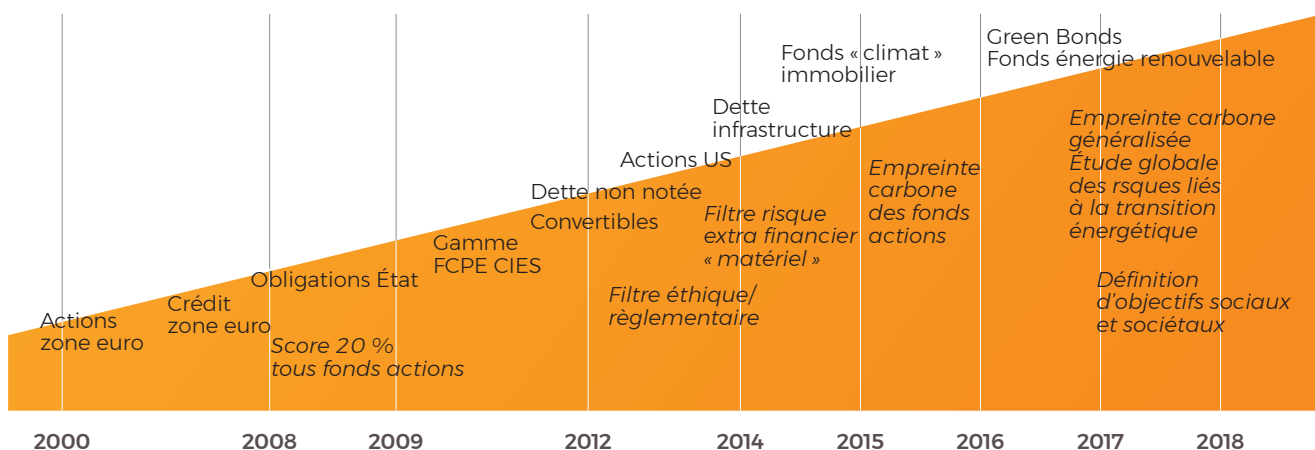 Green Bonds
Fonds énergie renouvelable
Fonds « climat »
immobilier
Dette
infrastructure
Actions US
Dette non notée
Convertibles
Gamme
FCPE CIES
Obligations État
Crédit
zone euro
Actions
zone euro
Score 20 %
tous fonds actions
Filtre éthique/
règlementaire
Filtre risque
extra financier
« matériel »
Empreinte
carbone
des fonds
actions
Empreinte carbone
généralisée
Étude globale
des rsques liés
à la transition
énergétique
Définition
d’objectifs sociaux
et sociétaux
2000
2008
2009
2012
2014
2015
2016
2017
2018